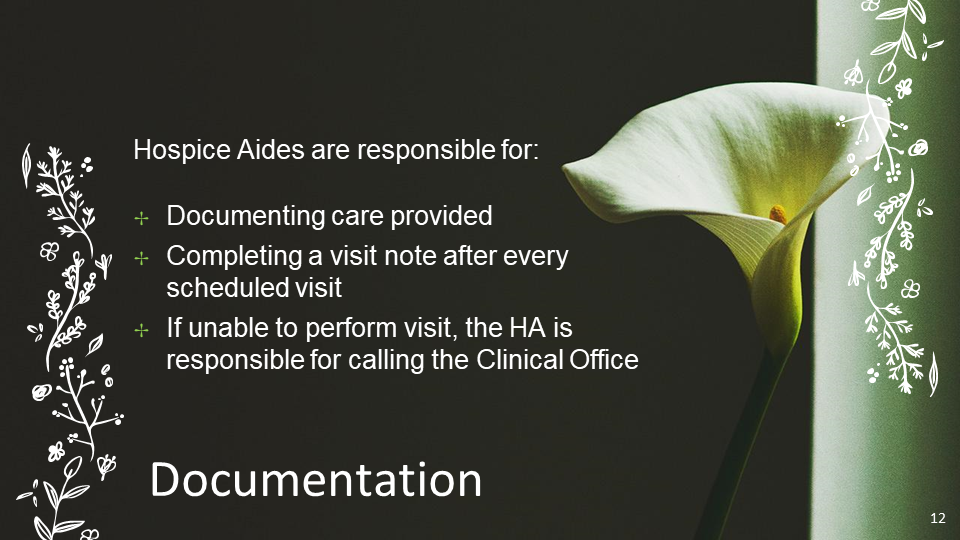 Hospice Aides are responsible for:
Documenting care provided
Completing a visit note after every
scheduled visit
If unable to perform visit, the HA is
responsible for calling the Clinical Office
Documentation
12